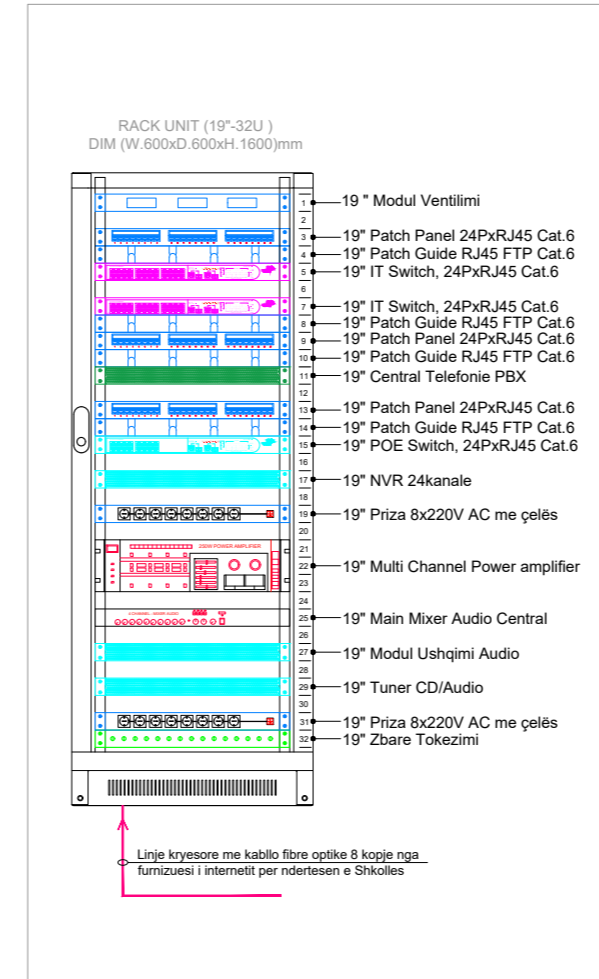 RACK UNIT (19"-32U )
DIM (W.600xD.600xH.1600)mm
1 19 " Modul Ventilimi
2
3 19" Patch Panel 24PxRJ45 Cat.6
4 19" Patch Guide RJ45 FTP Cat.6
5 19" IT Switch, 24PxRJ45 Cat.6
6
7 19" IT Switch, 24PxRJ45 Cat.6
8 19" Patch Guide RJ45 FTP Cat.6
9 19" Patch Panel 24PxRJ45 Cat.6
10 19" Patch Guide RJ45 FTP Cat.6
11 19" Central Telefonie PBX
12
13 19" Patch Panel 24PxRJ45 Cat.6
14 19" Patch Guide RJ45 FTP Cat.6
15 19" POE Switch, 24PxRJ45 Cat.6
16
17 19" NVR 24kanale
18
19 19" Priza 8x220V AC me çelës
20
250W POWER AMPLIFIER 21
22 19" Multi Channel Power amplifier
23
24
25 19" Main Mixer Audio Central
26
27 19" Modul Ushqimi Audio
28
29 19" Tuner CD/Audio
30
31 19" Priza 8x220V AC me çelës
32 19" Zbare Tokezimi
Linje kryesore me kabllo fibre optike 8 kopje nga
furnizuesi i internetit per ndertesen e Shkolles